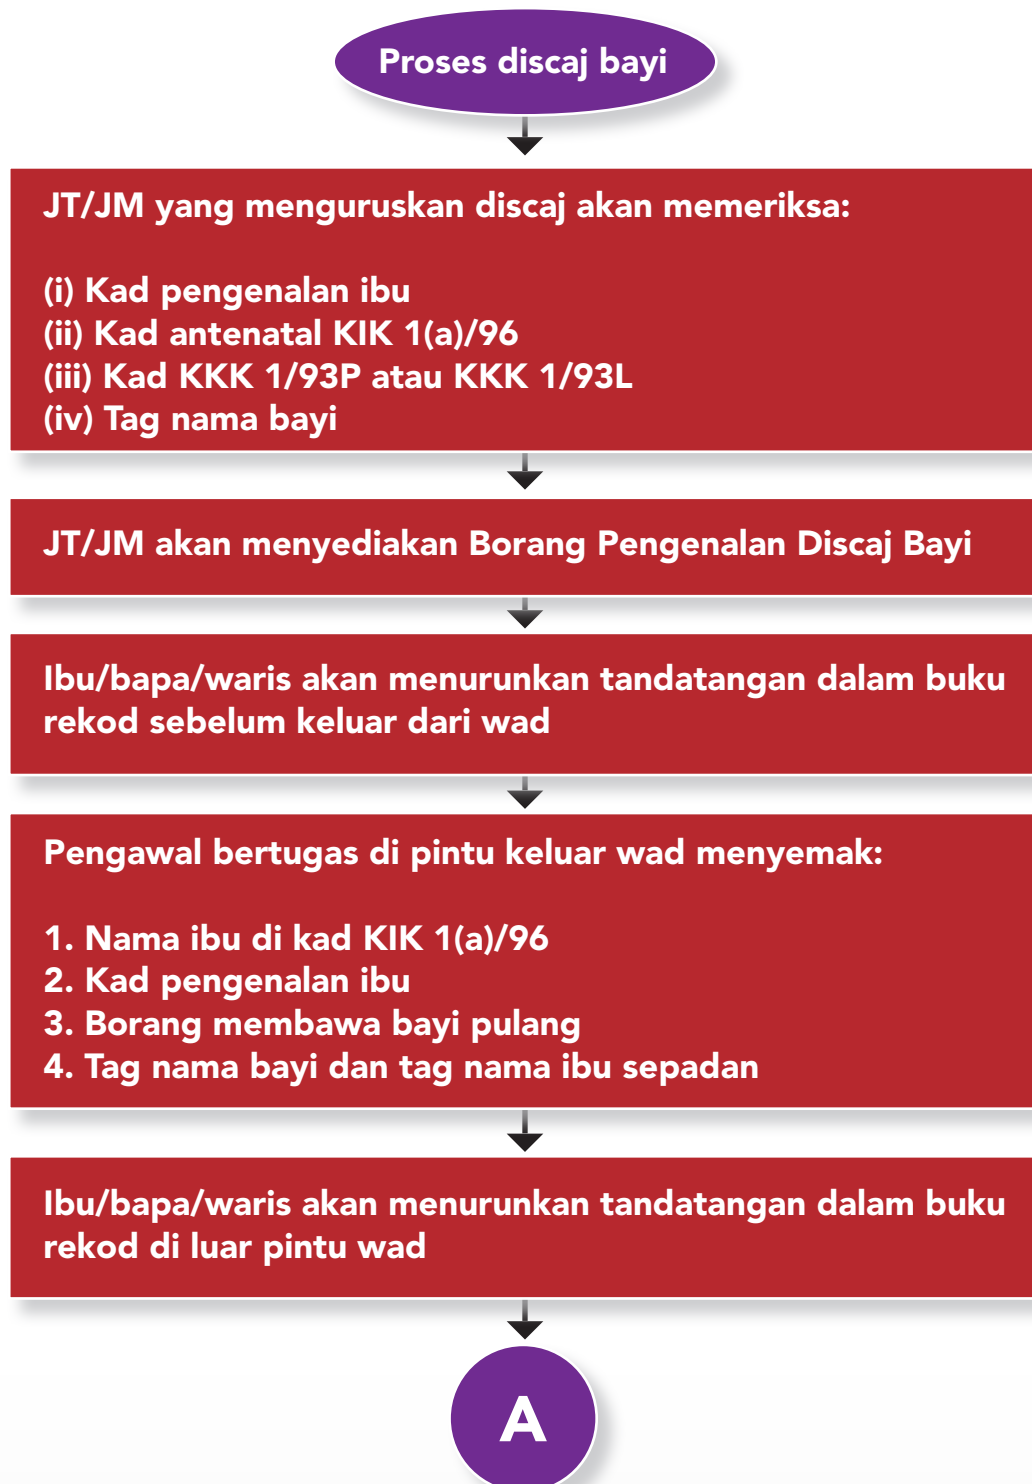 Proses discaj bayi
JT/JM yang menguruskan discaj akan memeriksa:
(i) Kad pengenalan ibu
(ii) Kad antenatal KIK 1(a)/96
(iii) Kad KKK 1/93P atau KKK 1/93L
(iv) Tag nama bayi
JT/JM akan menyediakan Borang Pengenalan Discaj Bayi
Ibu/bapa/waris akan menurunkan tandatangan dalam buku
rekod sebelum keluar dari wad
Pengawal bertugas di pintu keluar wad menyemak:
1. Nama ibu di kad KIK 1(a)/96
2. Kad pengenalan ibu
3. Borang membawa bayi pulang
4. Tag nama bayi dan tag nama ibu sepadan
Ibu/bapa/waris akan menurunkan tandatangan dalam buku
rekod di luar pintu wad
A